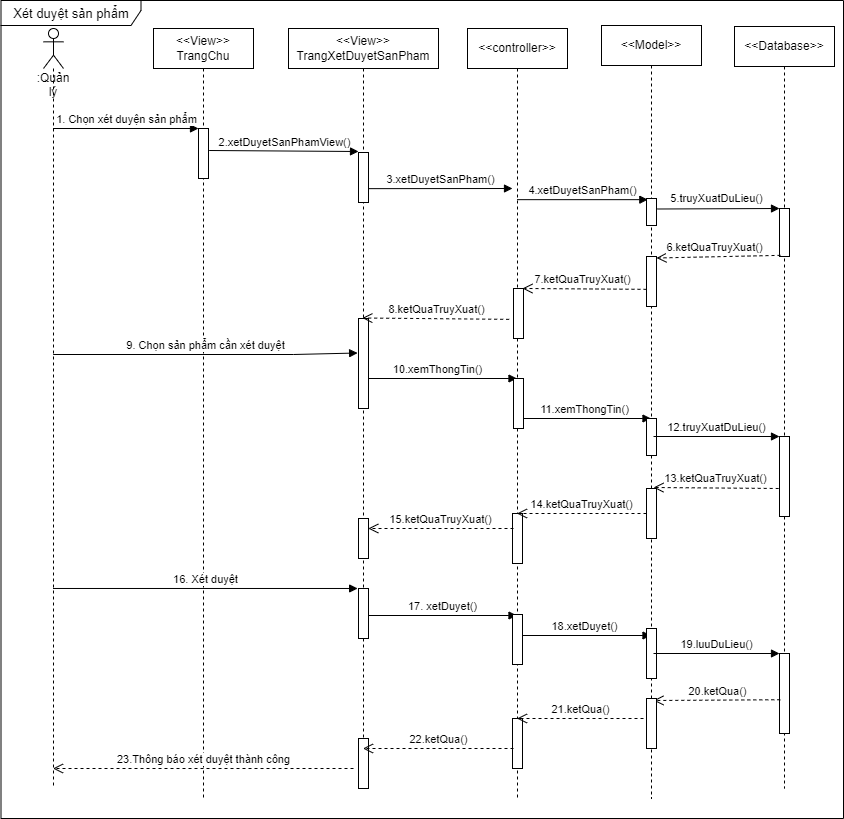 Xét duyệt sản phẩm
:Quản
lý
<<View>>
TrangChu
<<View>>
TrangXetDuyetSanPham
<<controller>>
<<Model>>
<<Database>>
1. Chọn xét duyện sản phẩm
2.xetDuyetSanPhamView()
3.xetDuyetSanPham()
4.xetDuyetSanPham()
5.truyXuatDuLieu()
6.ketQuaTruyXuat()
7.ketQuaTruyXuat()
8.ketQuaTruyXuat()
9. Chọn sản phẩm cần xét duyệt
10.xemThongTin()
11.xemThongTin()
12.truyXuatDuLieu()
13.ketQuaTruyXuat()
14.ketQuaTruyXuat()
15.ketQuaTruyXuat()
16. Xét duyệt
17. xetDuyet()
18.xetDuyet()
19.luuDuLieu()
20.ketQua()
21.ketQua()
22.ketQua()
23.Thông báo xét duyệt thành công